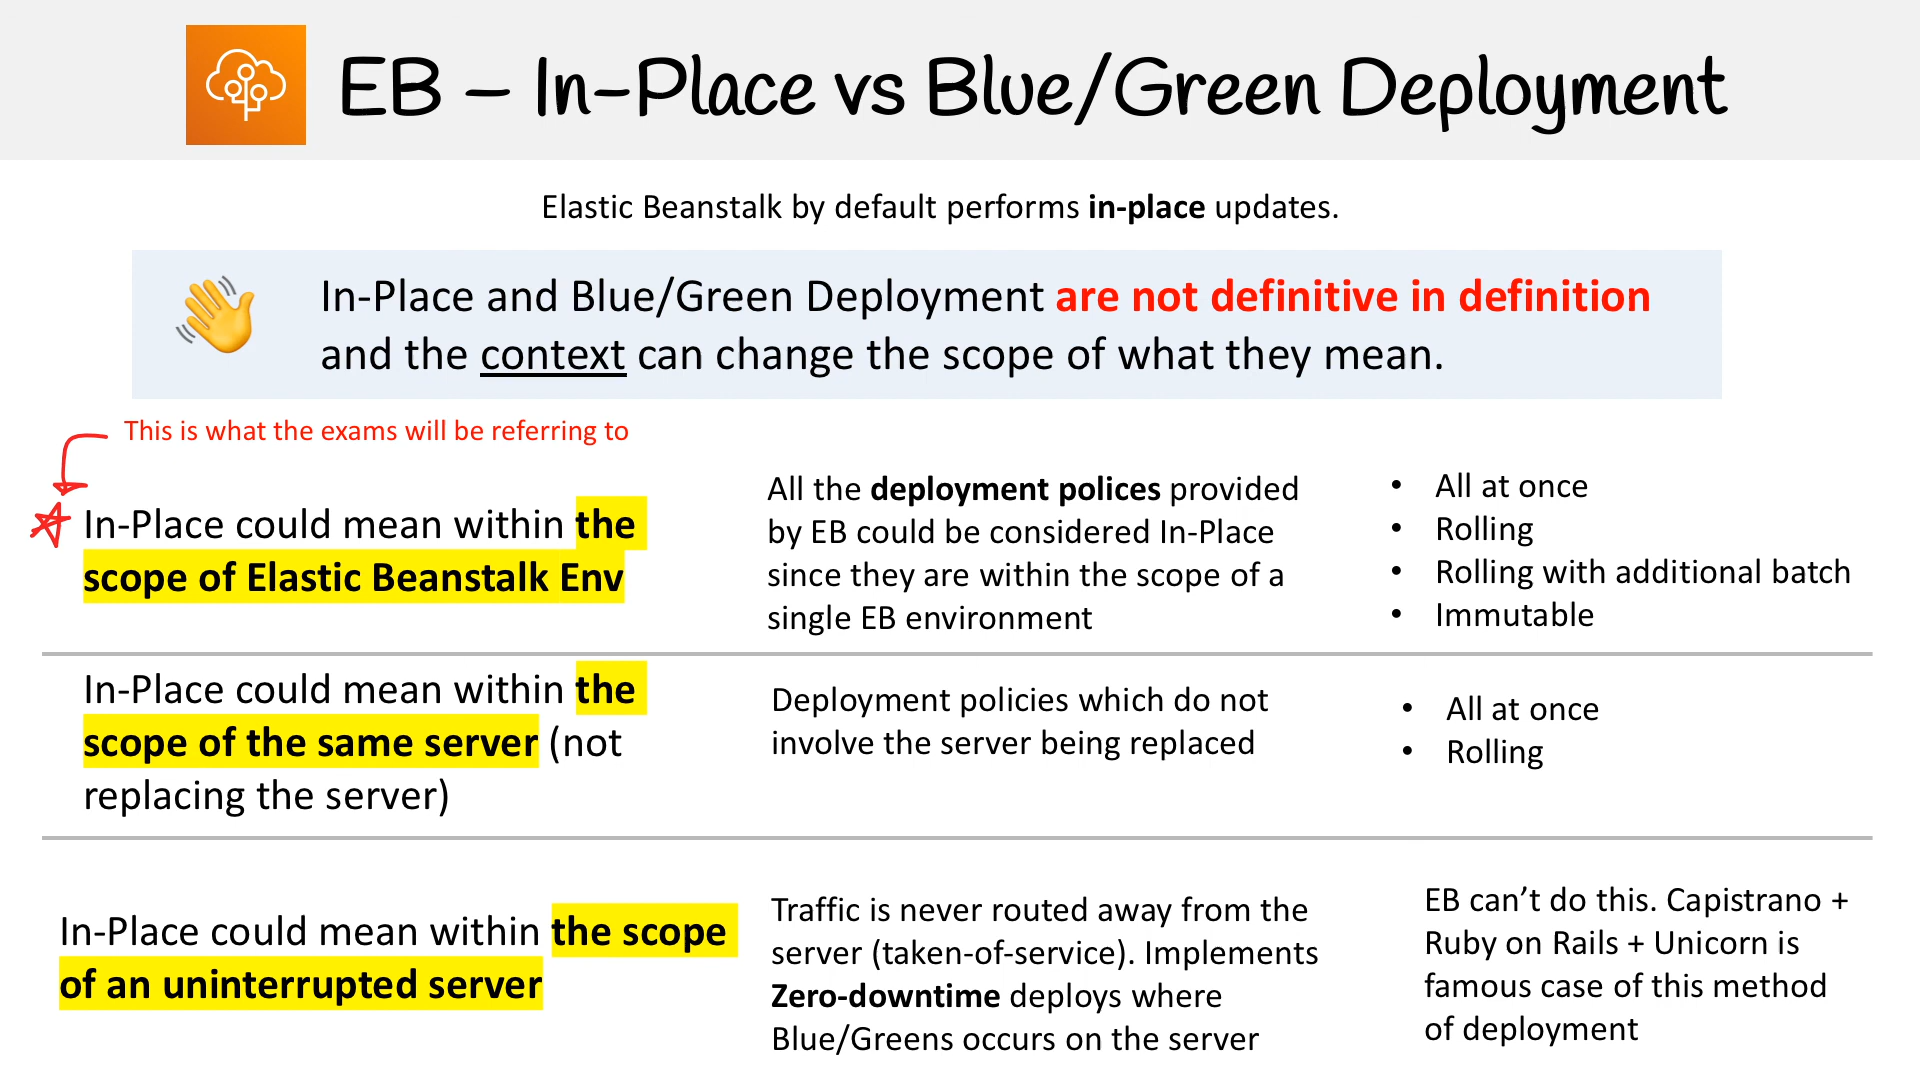 EB – In-Place vs Blue/Green Deployment
Elastic Beanstalk by default performs in-place updates.
In-Place and Blue/Green Deployment are not definitive in definition
and the context can change the scope of what they mean.
This is what the exams will be referring to
In-Place could mean within the
scope of Elastic Beanstalk Env
All the deployment polices provided
by EB could be considered In-Place
since they are within the scope of a
single EB environment
• All at once
• Rolling
• Rolling with additional batch
• Immutable
In-Place could mean within the
scope of the same server (not
replacing the server)
Deployment policies which do not
involve the server being replaced
• All at once
• Rolling
In-Place could mean within the scope
of an uninterrupted server
Traffic is never routed away from the
server (taken-of-service). Implements
Zero-downtime deploys where
Blue/Greens occurs on the server
EB can’t do this. Capistrano +
Ruby on Rails + Unicorn is
famous case of this method
of deployment